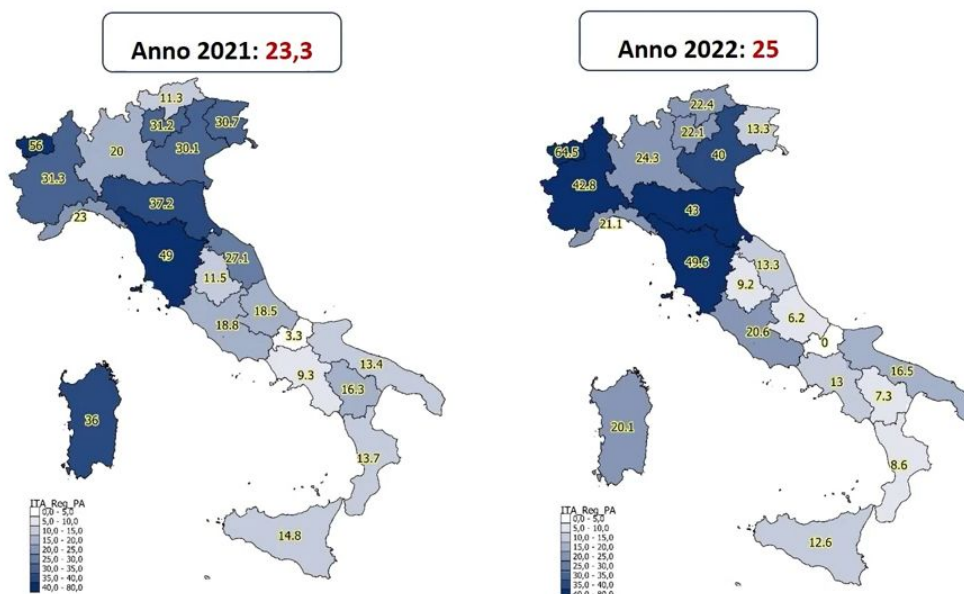 Anno 2021: 23,3
11.3
31.2
30.7
56
20
30.1
31.3
37.2
23
49
27.1
11.5
18.5
18.8
3.3
13.4
9.3
16.3
36
13.7
14.8
ITA_Reg_PA
0,0 - 5,0
5,0 - 10,0
10,0 - 15,0
15,0 - 20,0
20,0 - 25,0
25,0 - 30,0
30,0 - 35,0
35,0 - 40,0
40,0 - 80,0
Anno 2022: 25
22.4
22.1
13.3
64.5
24.3
40
42.8
43
21.1
49.6
13.3
9.2
6.2
20.6
0
16.5
13
7.3
20.1
8.6
12.6
ITA_Reg_PA
0,0 - 5,0
5,0 - 10,0
10,0 - 15,0
15,0 - 20,0
20,0 - 25,0
25,0 - 30,0
30,0 - 35,0
35,0 - 40,0